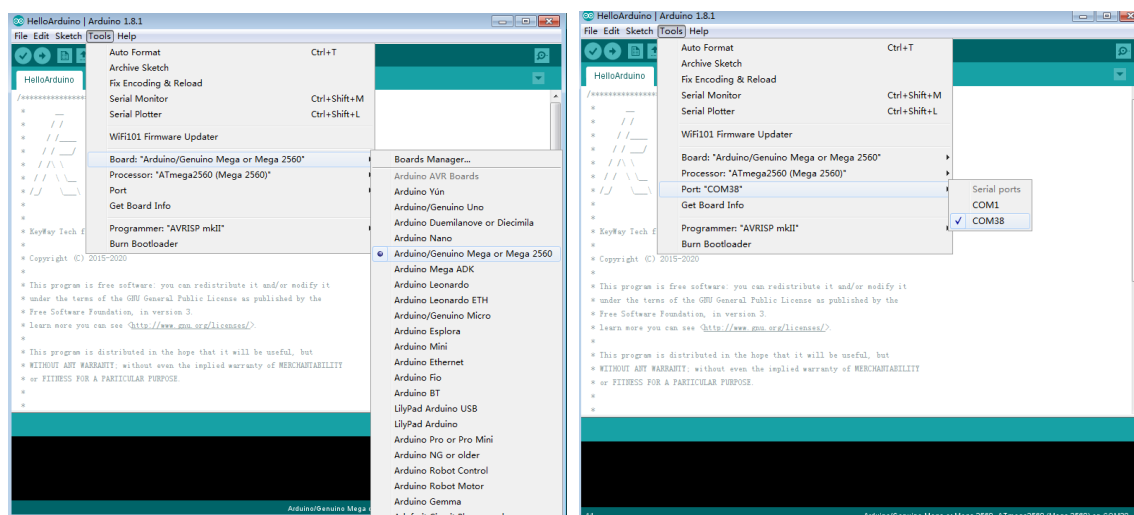 HelloArduino | Arduino 1.8.1
File Edit Sketch Tools Help
HelloArduino
Auto Format Ctrl+T
Archive Sketch
Fix Encoding & Reload
Serial Monitor Ctrl+Shift+M
Serial Plotter Ctrl+Shift+L
WiFi101 Firmware Updater
Board: "Arduino/Genuino Mega or Mega 2560"
Processor: "ATmega2560 (Mega 2560)"
Port
Get Board Info
Programmer: "AVRISP mkII"
Burn Bootloader
Boards Manager...
Arduino AVR Boards
Arduino Yún
Arduino/Genuino Uno
Arduino Duemilanove or Diecimila
Arduino Nano
Arduino/Genuino Mega or Mega 2560
Arduino Mega ADK
Arduino Leonardo
Arduino Leonardo ETH
Arduino/Genuino Micro
Arduino Esplora
Arduino Mini
Arduino Ethernet
Arduino Fio
Arduino BT
LilyPad Arduino USB
LilyPad Arduino
Arduino Pro or Pro Mini
Arduino NG or older
Arduino Robot Control
Arduino Robot Motor
Arduino Gemma
* KeyWay Tech f
* Copyright (C) 2015-2020
* This program is free software: you can redistribute it and/or modify it
* under the terms of the GNU General Public License as published by the
* Free Software Foundation, in version 3.
* learn more you can see <http://www.gnu.org/licenses/>.
* This program is distributed in the hope that it will be useful, but
* WITHOUT ANY WARRANTY; without even the implied warranty of MERCHANTABILITY
* or FITNESS FOR A PARTICULAR PURPOSE.
Arduino/Genuino Mega
HelloArduino | Arduino 1.8.1
File Edit Sketch Tools Help
HelloArduino
Auto Format Ctrl+T
Archive Sketch
Fix Encoding & Reload
Serial Monitor Ctrl+Shift+M
Serial Plotter Ctrl+Shift+L
WiFi101 Firmware Updater
Board: "Arduino/Genuino Mega or Mega 2560"
Processor: "ATmega2560 (Mega 2560)"
Port: "COM38"
Get Board Info
Programmer: "AVRISP mkII"
Burn Bootloader
Serial ports
COM1
COM38
* KeyWay Tech f
* Copyright (C) 2015-2020
* This program is free software: you can redistribute it and/or modify it
* under the terms of the GNU General Public License as published by the
* Free Software Foundation, in version 3.
* learn more you can see <http://www.gnu.org/licenses/>.
* This program is distributed in the hope that it will be useful, but
* WITHOUT ANY WARRANTY; without even the implied warranty of MERCHANTABILITY
* or FITNESS FOR A PARTICULAR PURPOSE.